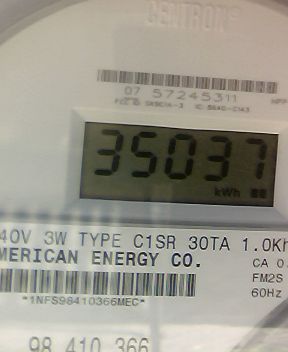 CENTRON®
07 57245311
35037
kWh
40V 3W TYPE C1SR 30TA 1.0Kh
MERICAN ENERGY CO.
CA 0.
FM2S
60Hz
*1NFS98410366MEC*
98 410 366